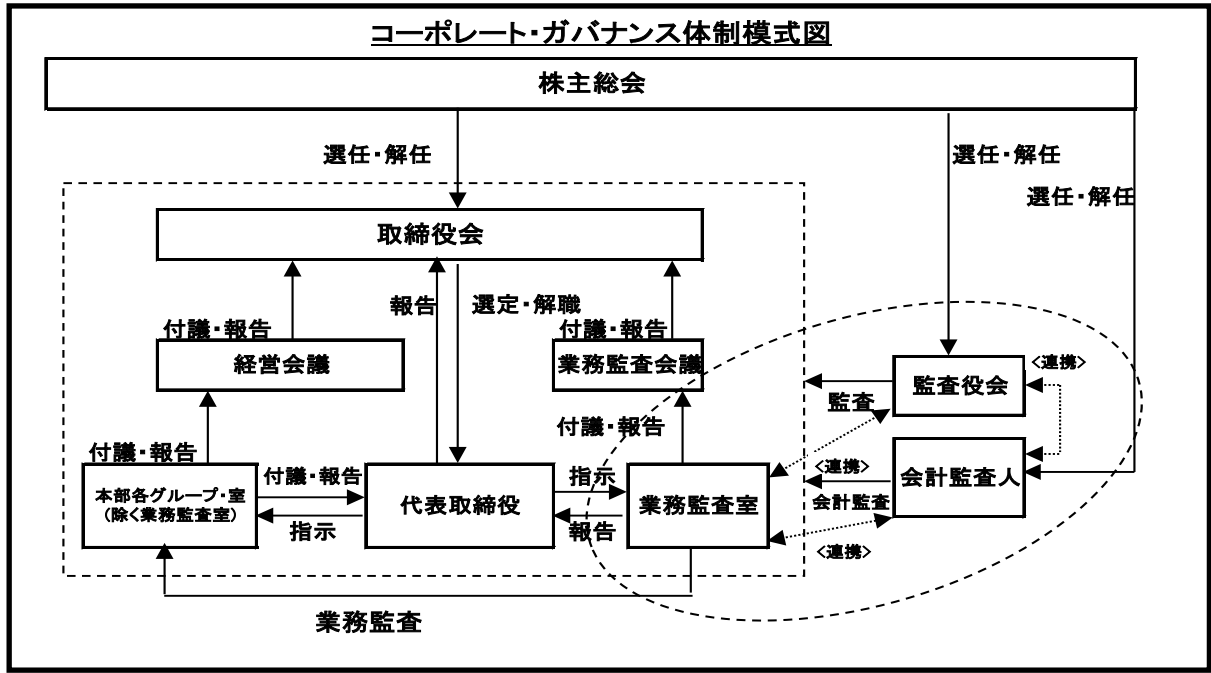 コーポレート・ガバナンス体制模式図
株主総会
選任・解任
選任・解任
選任・解任
取締役会
報告
選定・解職
付議・報告
付議・報告
経営会議
業務監査会議
監査役会
<連携>
監査
付議・報告
付議・報告
本部各グループ・室
(除く業務監査室)
付議・報告
指示
代表取締役
指示
報告
業務監査室
<連携>
会計監査
<連携>
会計監査人
業務監査